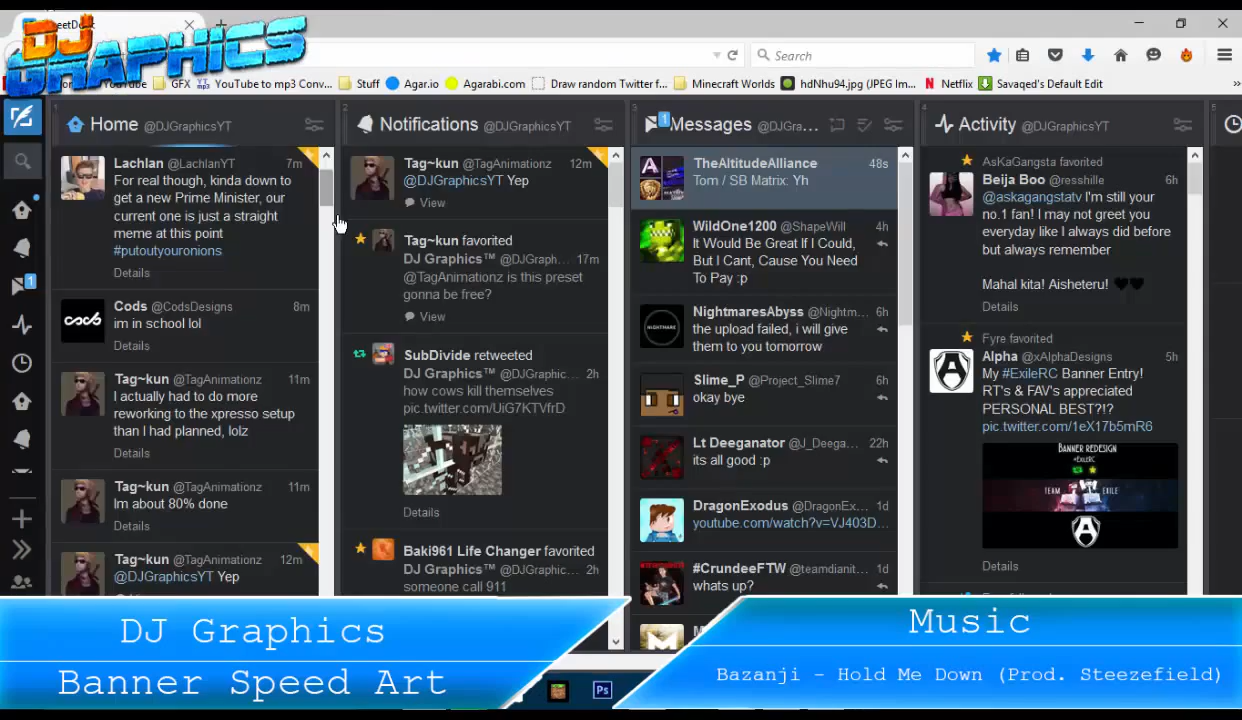 DJ
GRAPHICS
Search
GFX
YouTube to mp3 Conv...
Stuff
Agar.io
Agarabi.com
Draw random Twitter f...
Minecraft Worlds
hdNhu94.jpg (JPEG Im...
Netflix
Savaqed's Default Edit
1
Home @DJGraphicsYT
Lachlan @LachlanYT 7m
For real though, kinda down to
get a new Prime Minister, our
current one is just a straight
meme at this point
#putoutyouronions
Details
Cods @CodsDesigns 8m
im in school lol
Details
Tag~kun @TagAnimationz 11m
I actually had to do more
reworking to the xpresso setup
than I had planned, lolz
Details
Tag~kun @TagAnimationz 11m
Im about 80% done
Details
Tag~kun @TagAnimationz 12m
@DJGraphicsYT Yep
2
Notifications @DJGraphicsYT
Tag~kun @TagAnimationz 12m
@DJGraphicsYT Yep
View
Tag~kun favorited
DJ Graphics™ @DJGraph... 17m
@TagAnimationz is this preset
gonna be free?
View
SubDivide retweeted
DJ Graphics™ @DJGraphic... 2h
how cows kill themselves
pic.twitter.com/UiG7KTVfrD
Details
Baki961 Life Changer favorited
DJ Graphics™ @DJGraphic... 2h
someone call 911
3
1
Messages @DJGra...
TheAltitudeAlliance 48s
Tom / SB Matrix: Yh
WildOne1200 @ShapeWill 4h
It Would Be Great If I Could,
But I Cant, Cause You Need
To Pay :p
NightmaresAbyss @Nightm... 6h
the upload failed, i will give
them to you tomorrow
Slime_P @Project_Slime7 6h
okay bye
Lt Deeganator @J_Deega... 22h
its all good :p
DragonExodus @DragonEx... 1d
youtube.com/watch?v=VJ403D...
#CrundeeFTW @teamdianit... 1d
whats up?
4
Activity @DJGraphicsYT
AsKaGangsta favorited
Beija Boo @resshille 6h
@askagangstatv I'm still your
no.1 fan! I may not greet you
everyday like I always did before
but always remember
Mahal kita! Aisheteru!
Details
Fyre favorited
Alpha @xAlphaDesigns 5h
My #ExileRC Banner Entry!
RT's & FAV's appreciated
PERSONAL BEST?!?
pic.twitter.com/1eX17b5mR6
BANNER REDESIGN
#EXILERC
TEAM EXILE
Details
5
1
DJ Graphics
Banner Speed Art
Ps
Music
Bazanji - Hold Me Down (Prod. Steezefield)